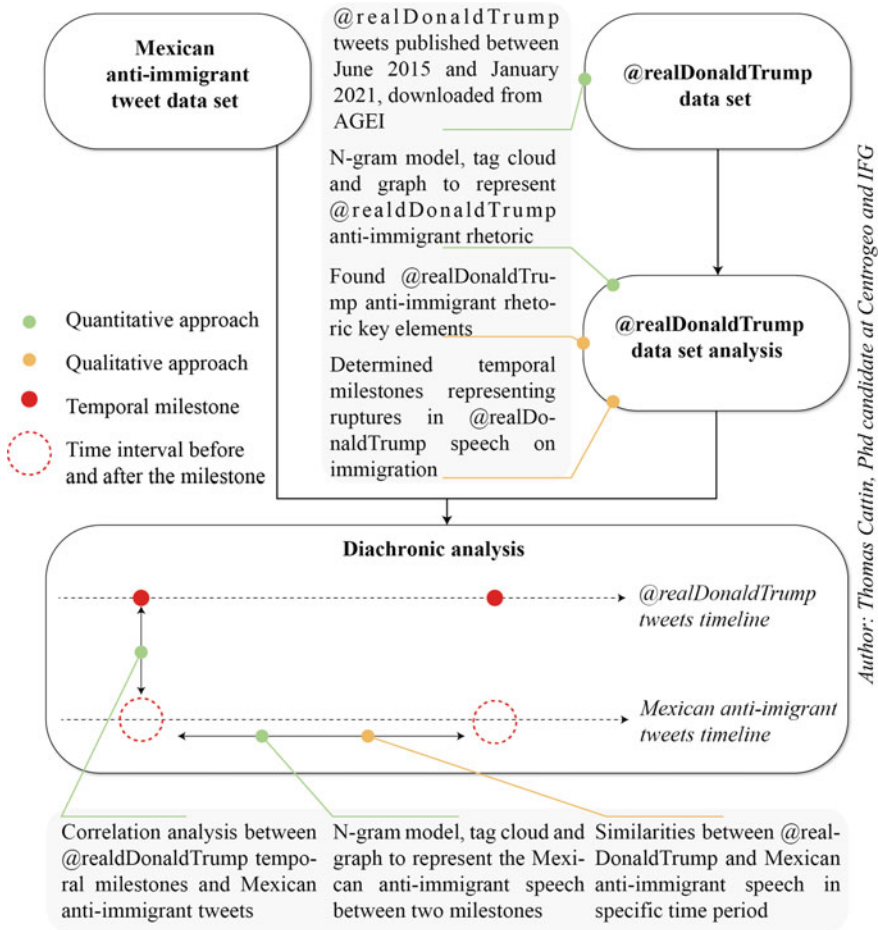 Mexican
anti-immigrant
tweet data set
@realDonaldTrump
tweets published between
June 2015 and January
2021, downloaded from
AGEI
@realDonaldTrump
data set
N-gram model, tag cloud
and graph to represent
@realdDonaldTrump
anti-immigrant rhetoric
Found @realDonaldTru-
mp anti-immigrant rheto-
ric key elements
Determined temporal
milestones representing
ruptures in @realDo-
naldTrump speech on
immigration
@realDonaldTrump
data set analysis
Quantitative approach
Qualitative approach
Temporal milestone
Time interval before
and after the milestone
Diachronic analysis
@realDonaldTrump
tweets timeline
Mexican anti-imigrant
tweets timeline
Correlation analysis between
@realdDonaldTrump tempo-
ral milestones and Mexican
anti-immigrant tweets
N-gram model, tag cloud and
graph to represent the Mexi-
can anti-immigrant speech
between two milestones
Similarities between @real-
DonaldTrump and Mexican
anti-immigrant speech in
specific time period
Author: Thomas Cattin, Phd candidate at Centrogeo and IFG